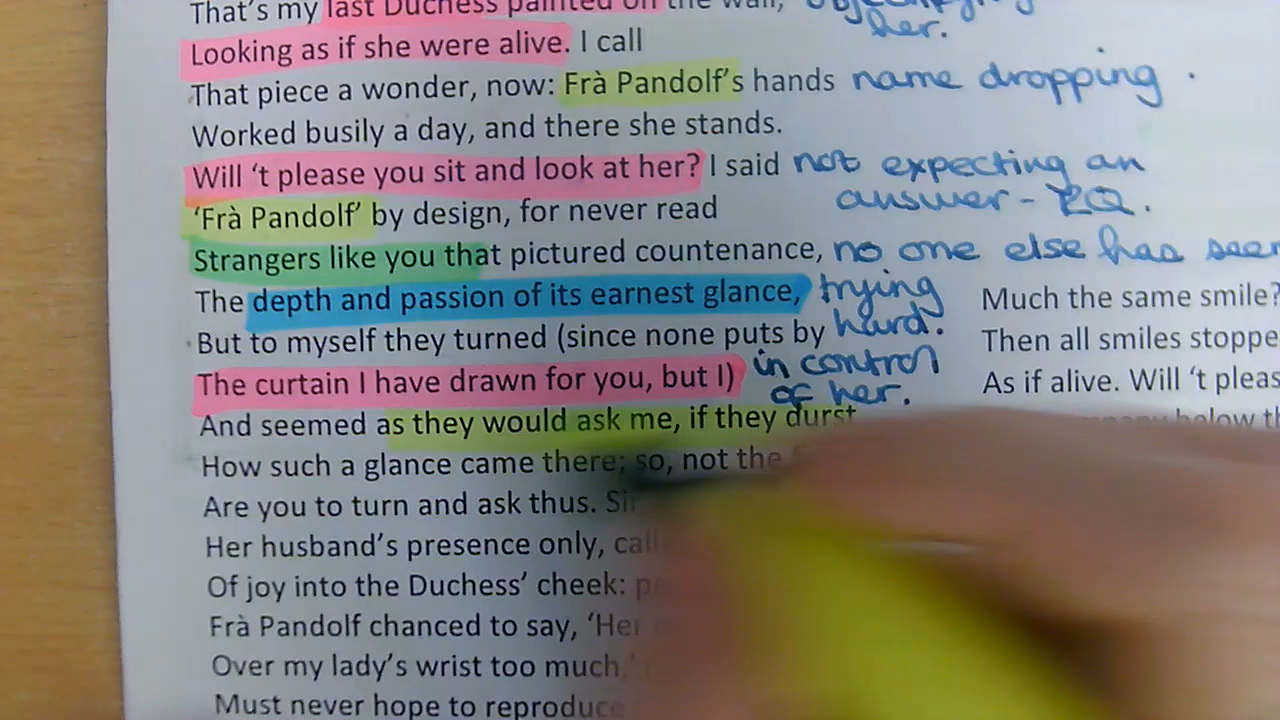 That's my last Duchess painted on the wall, objectifying
her.
Looking as if she were alive. I call
That piece a wonder, now: Frà Pandolf's hands name dropping.
Worked busily a day, and there she stands.
Will 't please you sit and look at her? I said not expecting an
answer - RQ.
'Frà Pandolf' by design, for never read
Strangers like you that pictured countenance, no one else has seen
The depth and passion of its earnest glance, trying
hard.
But to myself they turned (since none puts by
The curtain I have drawn for you, but I) in control
of her.
And seemed as they would ask me, if they durst
How such a glance came there; so, not the
Are you to turn and ask thus. Sir
Her husband's presence only, call
Of joy into the Duchess' cheek:
Frà Pandolf chanced to say, 'Her
Over my lady's wrist too much,'
Must never hope to reproduce
Much the same smile?
Then all smiles stoppe
As if alive. Will 't pleas
below th